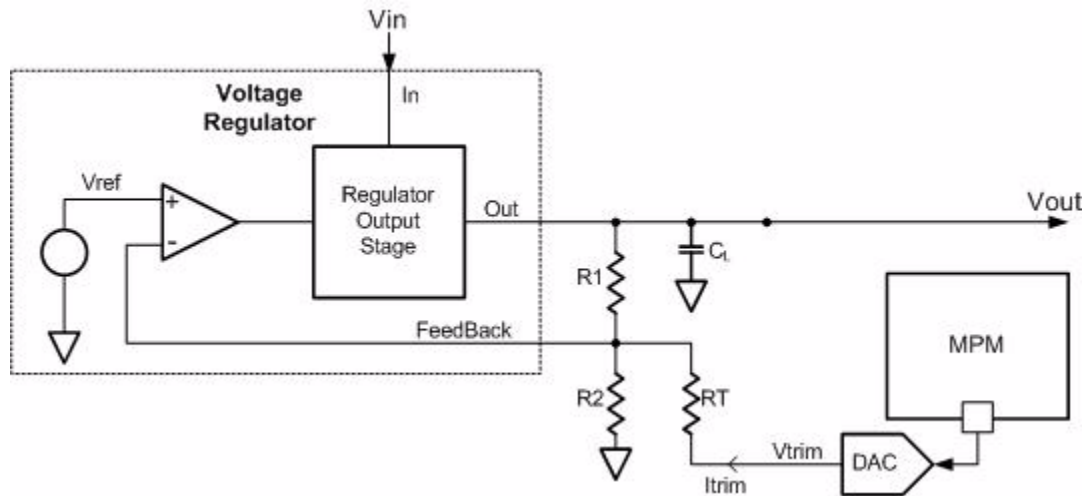 Vin
Voltage
Regulator
In
Vref
+
-
Regulator
Output
Stage
Out
Vout
R1
CL
FeedBack
MPM
R2
RT
Vtrim
DAC
Itrim